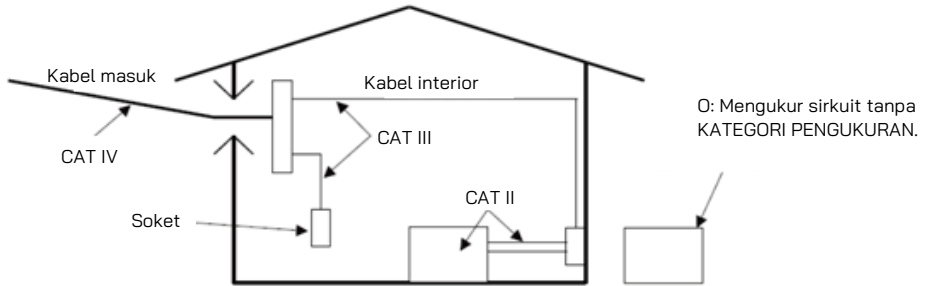 Kabel masuk
Kabel interior
O: Mengukur sirkuit tanpa
KATEGORI PENGUKURAN.
CAT IV
CAT III
CAT II
Soket